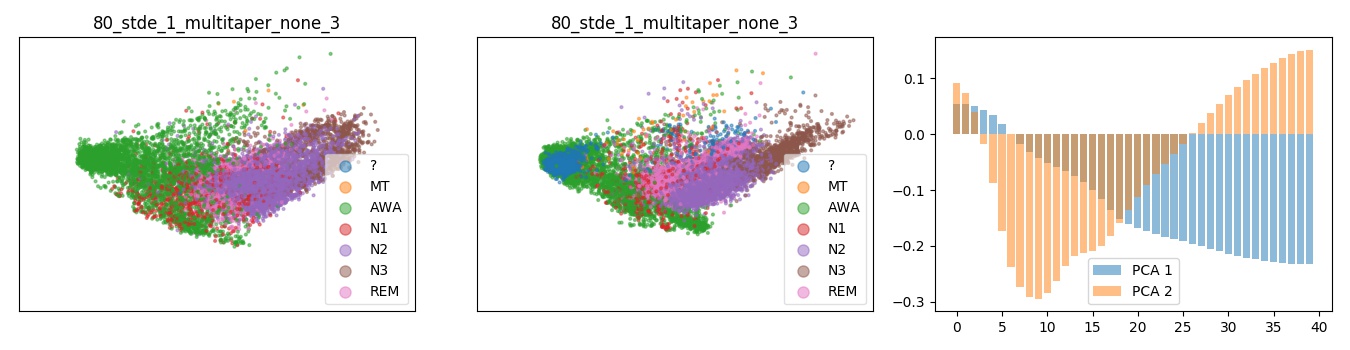 80_stde_1_multitaper_none_3
?
MT
AWA
N1
N2
N3
REM
80_stde_1_multitaper_none_3
?
MT
AWA
N1
N2
N3
REM
0.1
0.0
−0.1
−0.2
−0.3
PCA 1
PCA 2
0 5 10 15 20 25 30 35 40